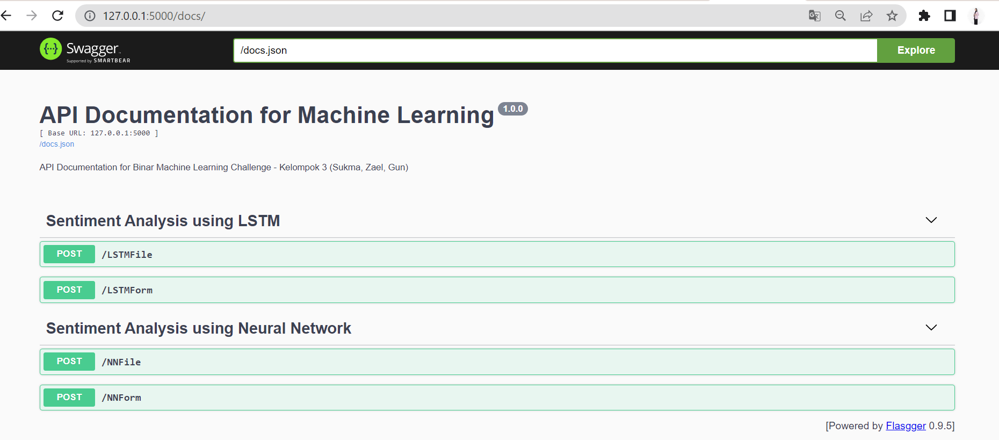 127.0.0.1:5000/docs/
Swagger
Supported by SMARTBEAR
/docs.json
Explore
API Documentation for Machine Learning 1.0.0
[ Base URL: 127.0.0.1:5000 ]
/docs.json
API Documentation for Binar Machine Learning Challenge - Kelompok 3 (Sukma, Zael, Gun)
Sentiment Analysis using LSTM
POST /LSTMFile
POST /LSTMForm
Sentiment Analysis using Neural Network
POST /NNFile
POST /NNForm
[Powered by Flasgger 0.9.5]